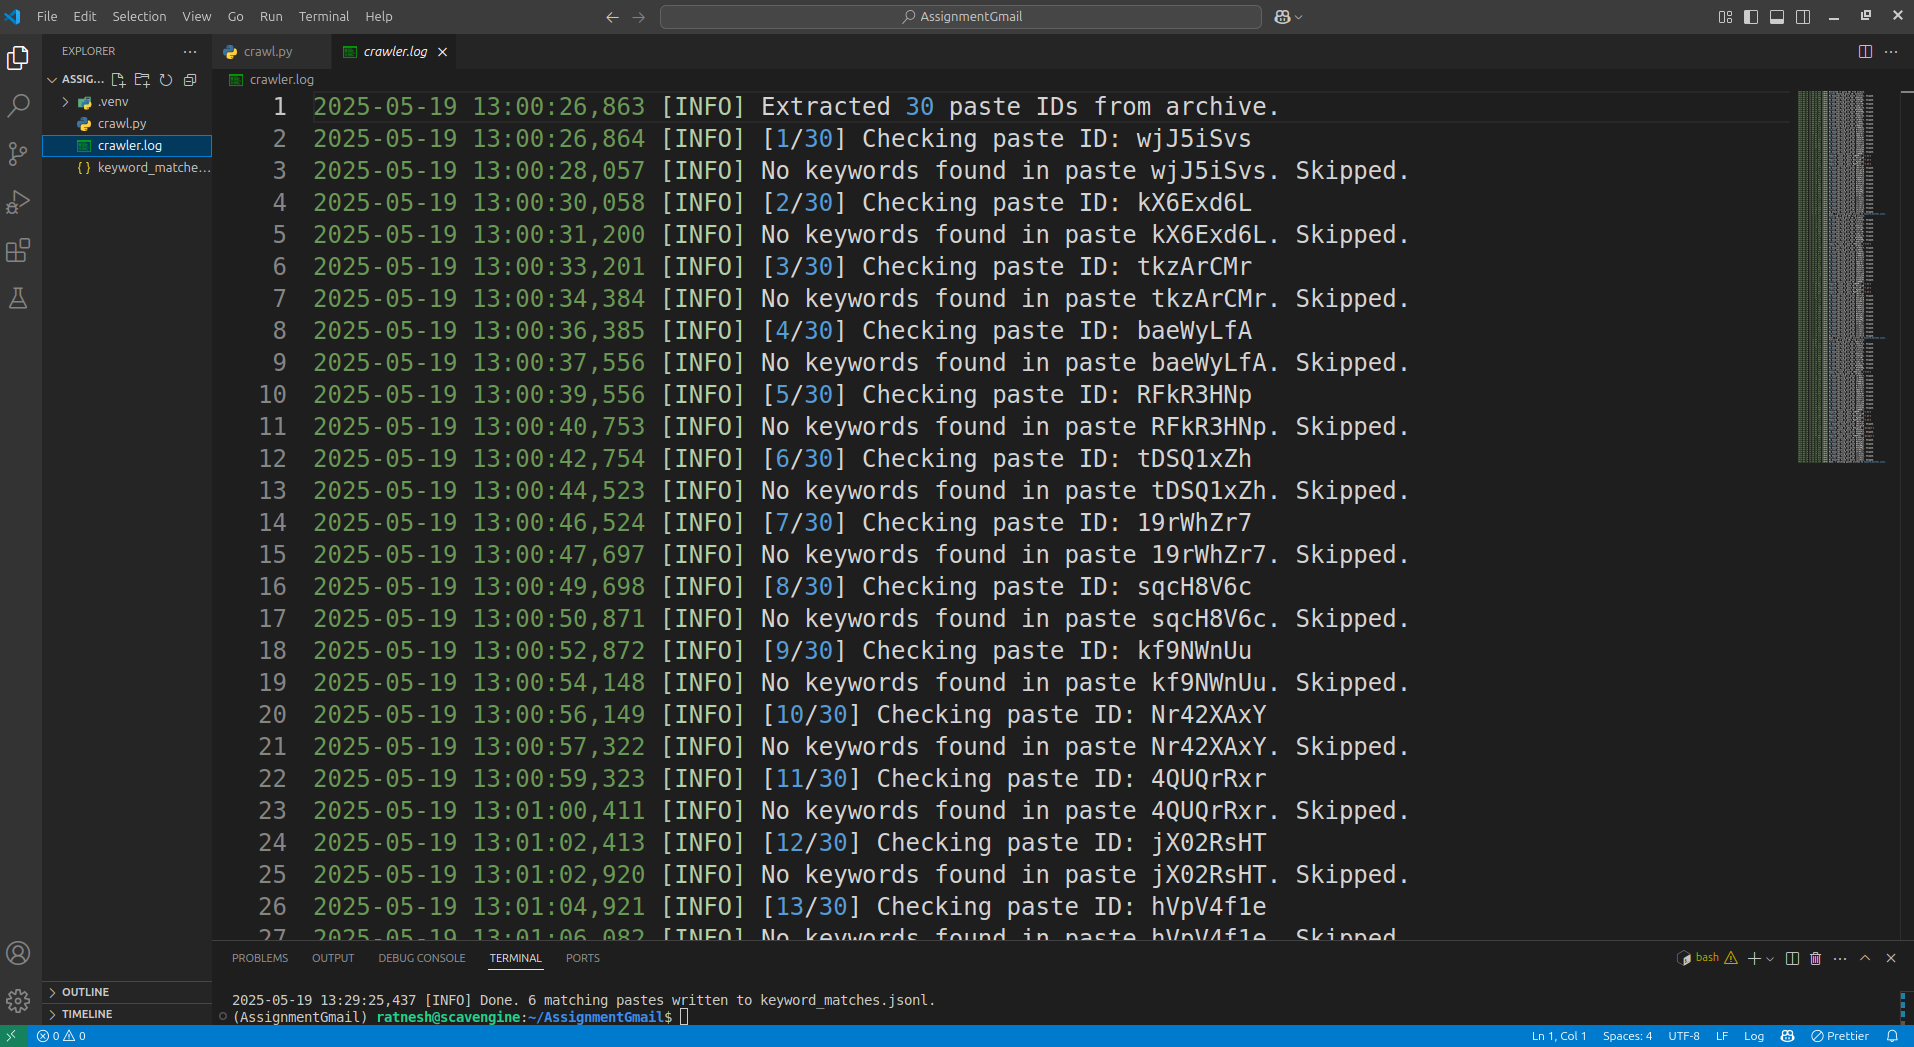 File Edit Selection View Go Run Terminal Help
AssignmentGmail
EXPLORER
ASSIG...
.venv
crawl.py
crawler.log
keyword_matche...
OUTLINE
TIMELINE
crawl.py
crawler.log
crawler.log
1 2025-05-19 13:00:26,863 [INFO] Extracted 30 paste IDs from archive.
2 2025-05-19 13:00:26,864 [INFO] [1/30] Checking paste ID: wjJ5iSvs
3 2025-05-19 13:00:28,057 [INFO] No keywords found in paste wjJ5iSvs. Skipped.
4 2025-05-19 13:00:30,058 [INFO] [2/30] Checking paste ID: kX6Exd6L
5 2025-05-19 13:00:31,200 [INFO] No keywords found in paste kX6Exd6L. Skipped.
6 2025-05-19 13:00:33,201 [INFO] [3/30] Checking paste ID: tkzArCMr
7 2025-05-19 13:00:34,384 [INFO] No keywords found in paste tkzArCMr. Skipped.
8 2025-05-19 13:00:36,385 [INFO] [4/30] Checking paste ID: baeWyLfA
9 2025-05-19 13:00:37,556 [INFO] No keywords found in paste baeWyLfA. Skipped.
10 2025-05-19 13:00:39,556 [INFO] [5/30] Checking paste ID: RFkR3HNp
11 2025-05-19 13:00:40,753 [INFO] No keywords found in paste RFkR3HNp. Skipped.
12 2025-05-19 13:00:42,754 [INFO] [6/30] Checking paste ID: tDSQ1xZh
13 2025-05-19 13:00:44,523 [INFO] No keywords found in paste tDSQ1xZh. Skipped.
14 2025-05-19 13:00:46,524 [INFO] [7/30] Checking paste ID: 19rWhZr7
15 2025-05-19 13:00:47,697 [INFO] No keywords found in paste 19rWhZr7. Skipped.
16 2025-05-19 13:00:49,698 [INFO] [8/30] Checking paste ID: sqcH8V6c
17 2025-05-19 13:00:50,871 [INFO] No keywords found in paste sqcH8V6c. Skipped.
18 2025-05-19 13:00:52,872 [INFO] [9/30] Checking paste ID: kf9NWnUu
19 2025-05-19 13:00:54,148 [INFO] No keywords found in paste kf9NWnUu. Skipped.
20 2025-05-19 13:00:56,149 [INFO] [10/30] Checking paste ID: Nr42XAxY
21 2025-05-19 13:00:57,322 [INFO] No keywords found in paste Nr42XAxY. Skipped.
22 2025-05-19 13:00:59,323 [INFO] [11/30] Checking paste ID: 4QUQrRxr
23 2025-05-19 13:01:00,411 [INFO] No keywords found in paste 4QUQrRxr. Skipped.
24 2025-05-19 13:01:02,413 [INFO] [12/30] Checking paste ID: jX02RsHT
25 2025-05-19 13:01:02,920 [INFO] No keywords found in paste jX02RsHT. Skipped.
26 2025-05-19 13:01:04,921 [INFO] [13/30] Checking paste ID: hVpV4f1e
27 2025-05-19 13:01:06,082 [INFO] No keywords found in paste hVpV4f1e. Skipped.
PROBLEMS OUTPUT DEBUG CONSOLE TERMINAL PORTS
bash
2025-05-19 13:29:25,437 [INFO] Done. 6 matching pastes written to keyword_matches.jsonl.
(AssignmentGmail) ratnesh@scavengine:~/AssignmentGmail$
0 0
Ln 1, Col 1 Spaces: 4 UTF-8 LF Log Prettier